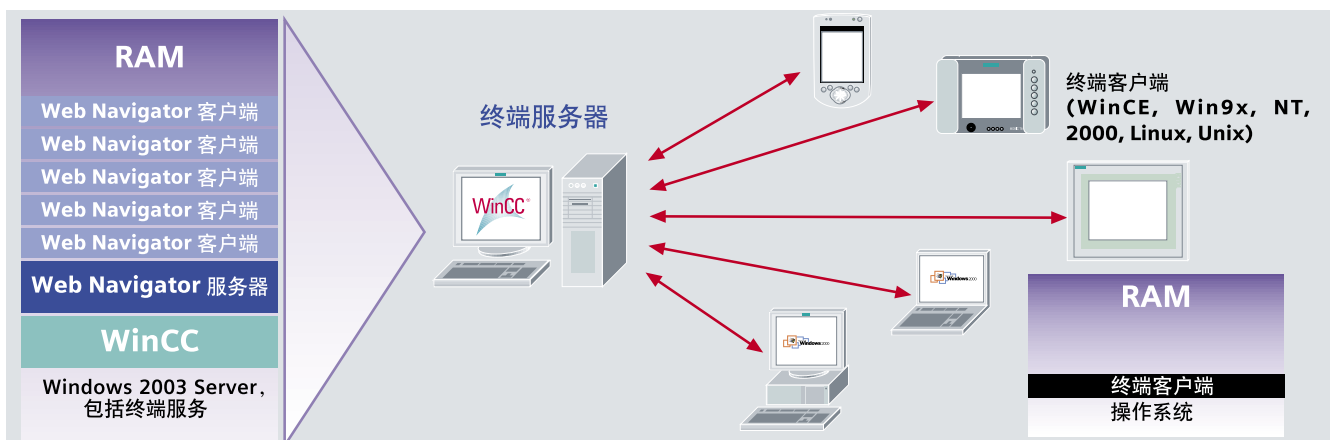 RAM
Web Navigator 客户端
Web Navigator 客户端
Web Navigator 客户端
Web Navigator 客户端
Web Navigator 客户端
Web Navigator 服务器
WinCC
Windows 2003 Server,
包括终端服务
终端服务器
WinCC®
终端客户端
(WinCE, Win9x, NT,
2000, Linux, Unix)
Windows2000
Windows2000
RAM
终端客户端
操作系统